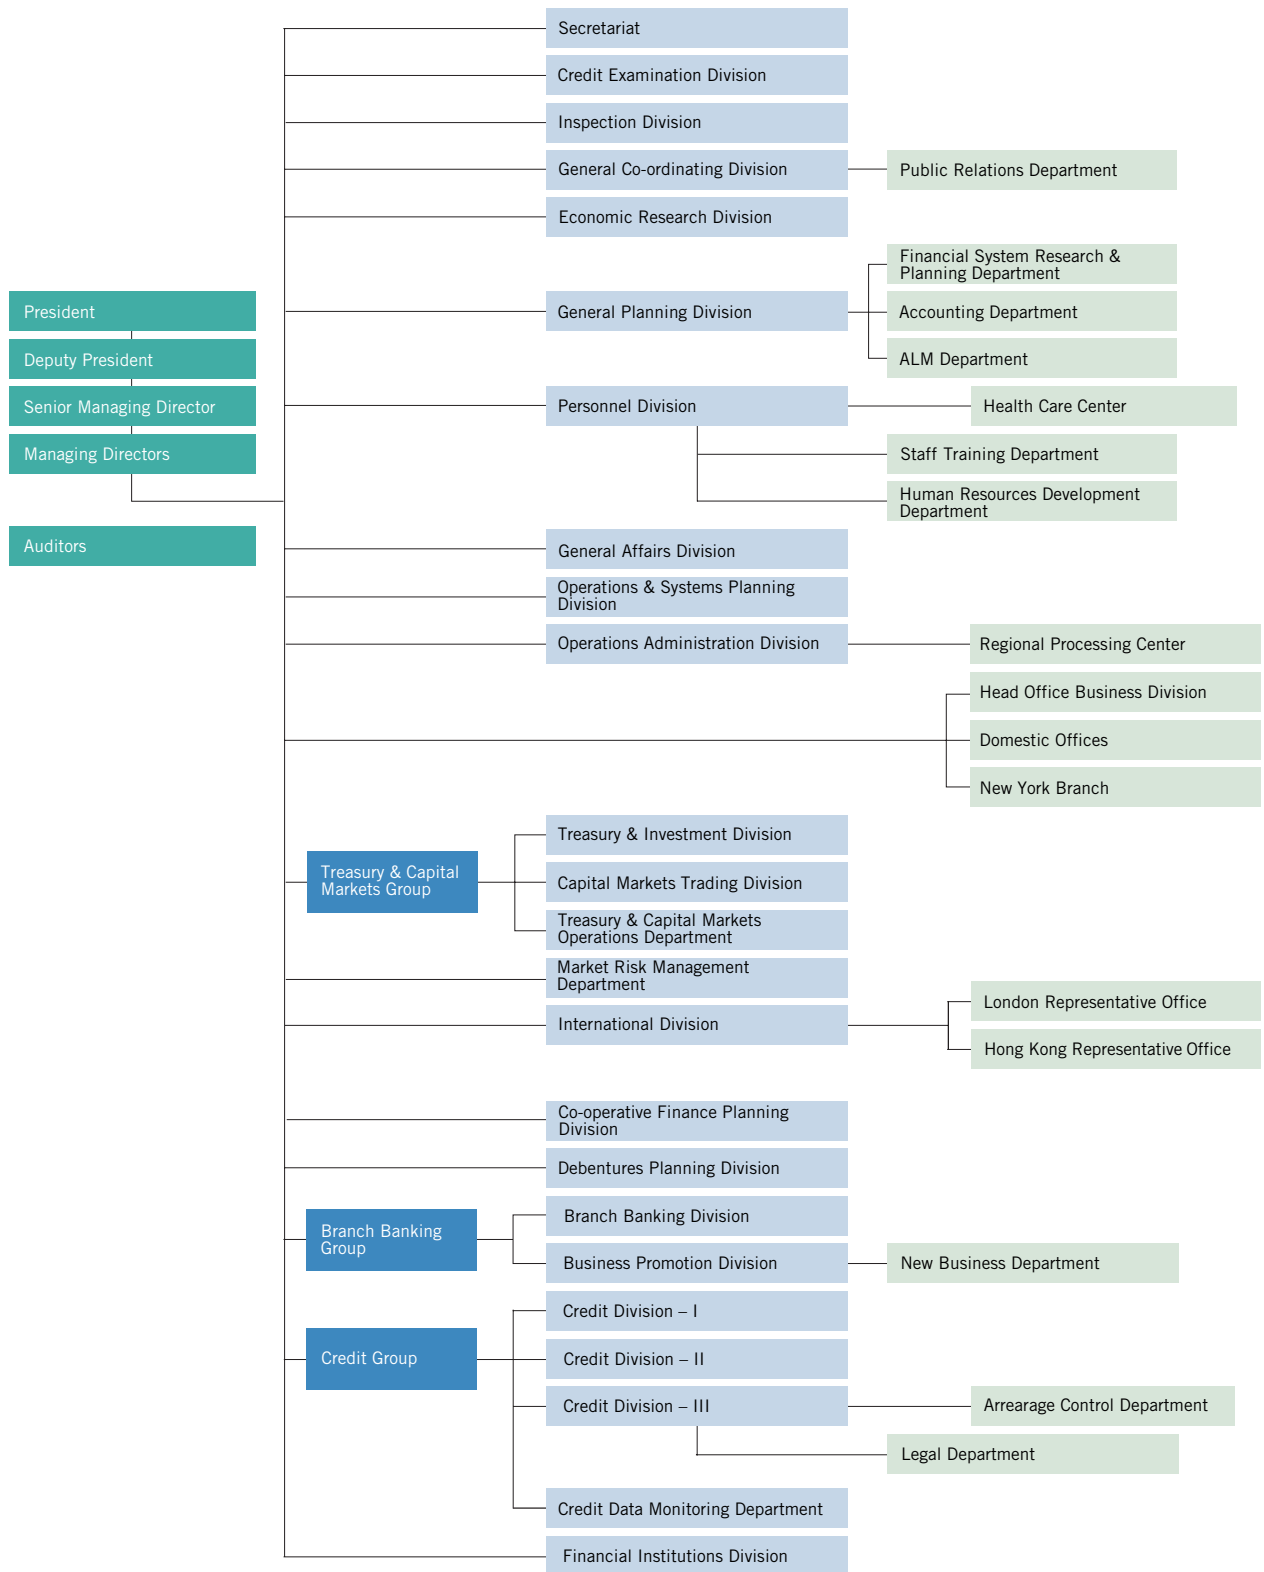 Secretariat
Credit Examination Division
Inspection Division
General Co-ordinating Division
Public Relations Department
Economic Research Division
Financial System Research &
Planning Department
President
General Planning Division
Accounting Department
Deputy President
ALM Department
Senior Managing Director
Personnel Division
Health Care Center
Managing Directors
Staff Training Department
Human Resources Development
Department
Auditors
General Affairs Division
Operations & Systems Planning
Division
Operations Administration Division
Regional Processing Center
Head Office Business Division
Domestic Offices
New York Branch
Treasury & Investment Division
Treasury & Capital
Markets Group
Capital Markets Trading Division
Treasury & Capital Markets
Operations Department
Market Risk Management
Department
London Representative Office
International Division
Hong Kong Representative Office
Co-operative Finance Planning
Division
Debentures Planning Division
Branch Banking Division
Branch Banking
Group
Business Promotion Division
New Business Department
Credit Division – I
Credit Group
Credit Division – II
Credit Division – III
Arrearage Control Department
Legal Department
Credit Data Monitoring Department
Financial Institutions Division